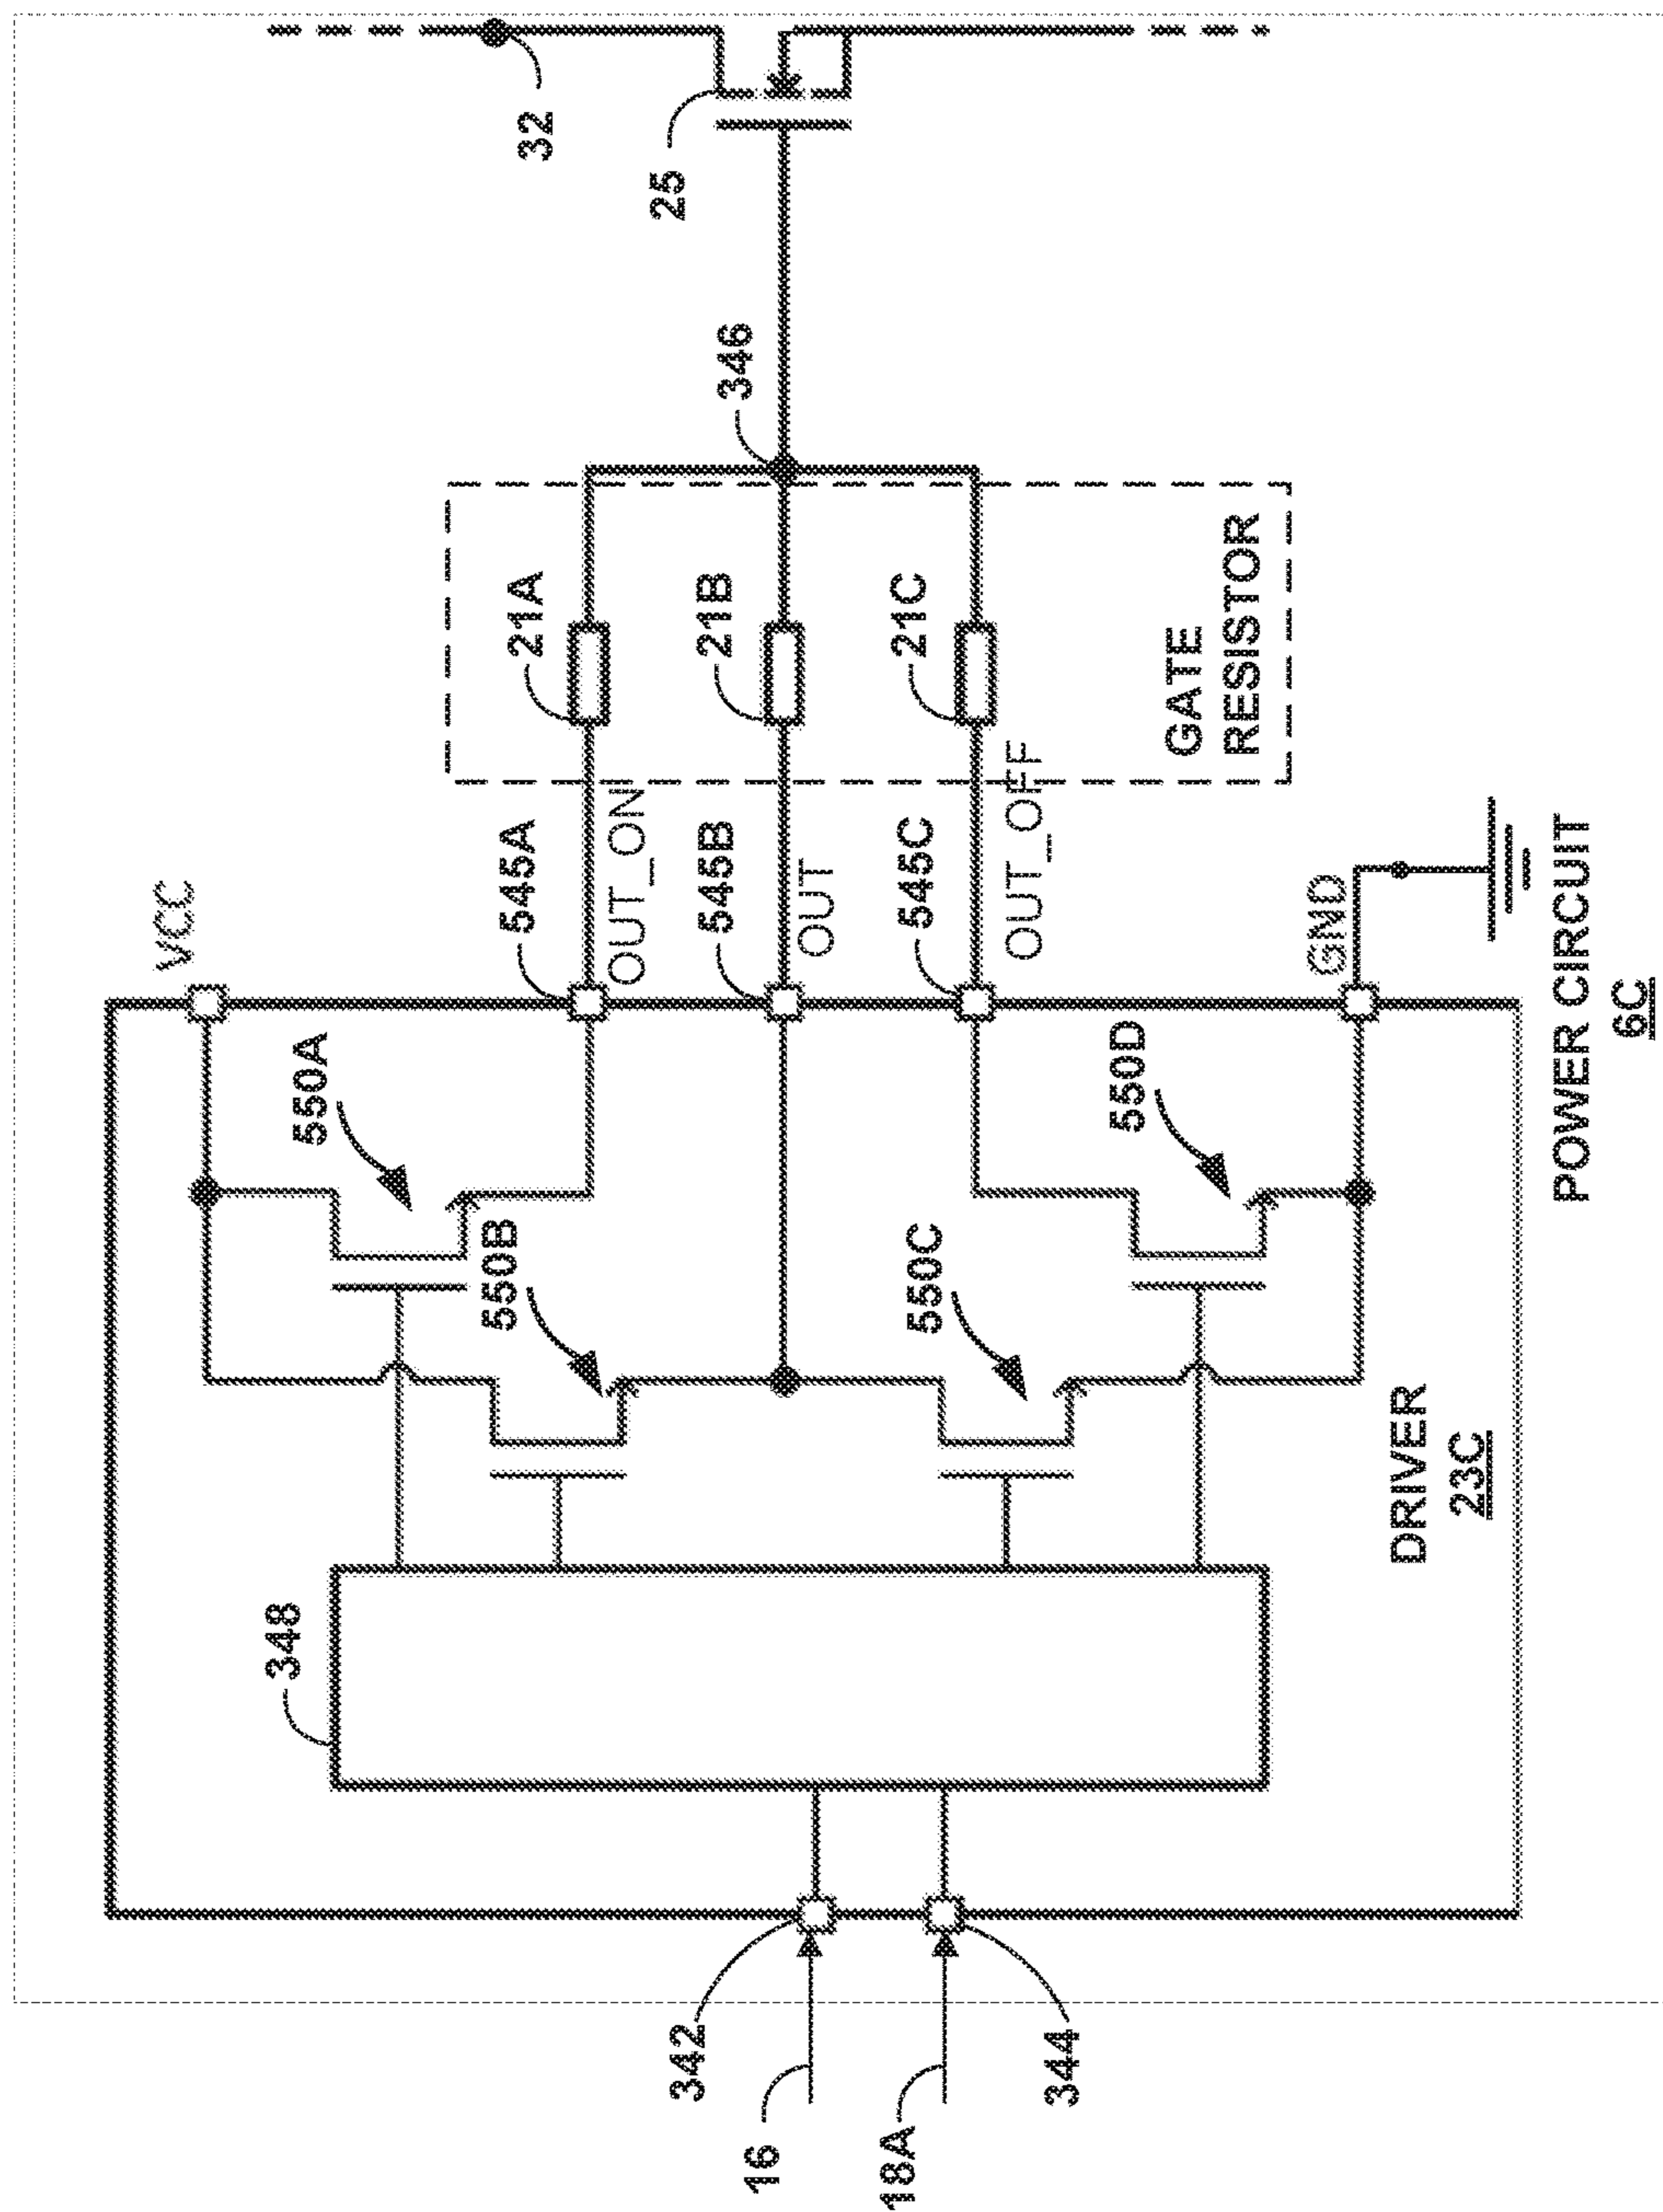 32
25
346
21A
21B
21C
GATE
RESISTOR
VCC
545A
OUT_ON
545B
OUT
545C
OUT_OFF
GND
550A
550B
550C
550D
348
DRIVER
23C
POWER CIRCUIT
6C
342
16
18A
344